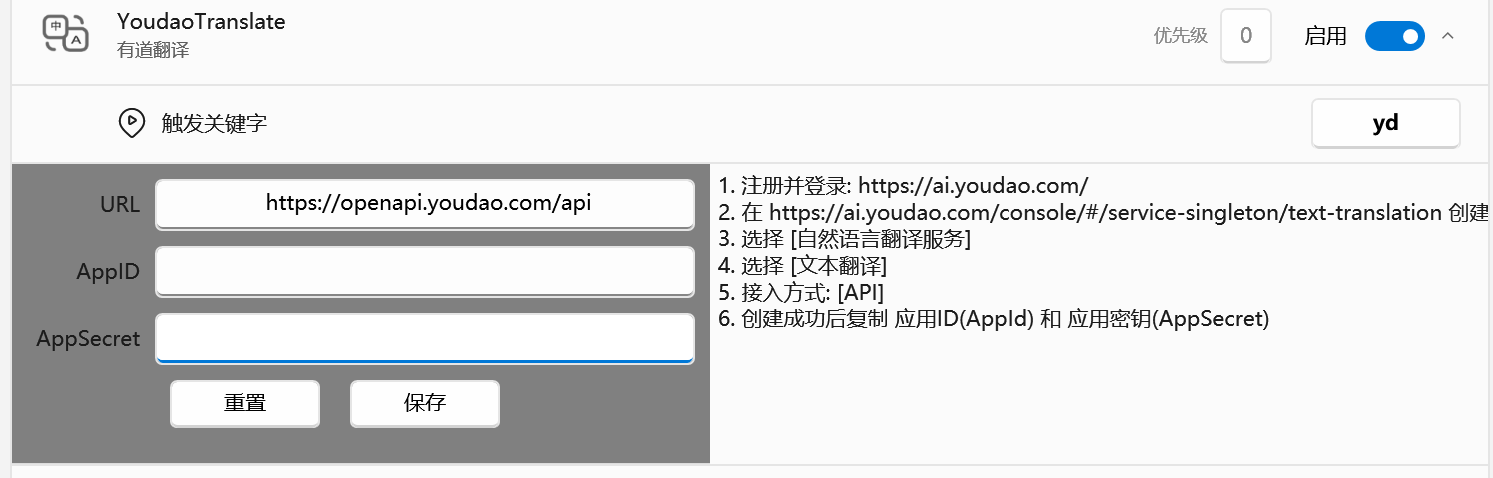 YoudaoTranslate
有道翻译
优先级 0 启用
触发关键字
yd
URL https://openapi.youdao.com/api
AppID
AppSecret
重置 保存
1. 注册并登录: https://ai.youdao.com/
2. 在 https://ai.youdao.com/console/#/service-singleton/text-translation 创建
3. 选择 [自然语言翻译服务]
4. 选择 [文本翻译]
5. 接入方式: [API]
6. 创建成功后复制 应用ID(AppId) 和 应用密钥(AppSecret)